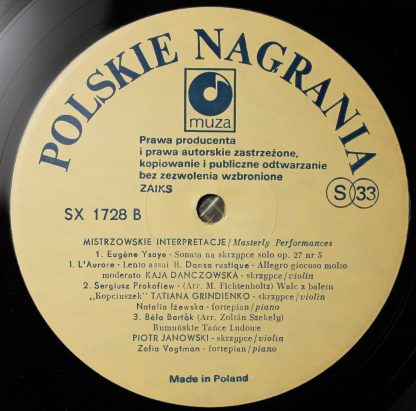 POLSKIE NAGRANIA
muza
Prawa producenta
i prawa autorskie zastrzeżone,
kopiowanie i publiczne odtwarzanie
bez zezwolenia wzbronione
ZAIKS
S 33
SX 1728 B
MISTRZOWSKIE INTERPRETACJE/Masterly Performances
1. Eugène Ysaye - Sonata na skrzypce solo op. 27 nr 5
I. L'Aurore - Lento assai II. Danse rustique - Allegro giocoso molto
moderato KAJA DANCZOWSKA - skrzypce/violin
2. Sergiusz Prokofiew - (Arr. M. Fichtenholtz) Walc z baletu
„Kopciuszek" TATIANA GRINDIENKO - skrzypce/violin
Natalia Iżewska - fortepian/piano
3. Béla Bartók (Arr. Zoltán Szekely)
Rumuńskie Tańce Ludowe
PIOTR JANOWSKI - skrzypce/violin
Zofia Vogtman - fortepian/piano
Made in Poland